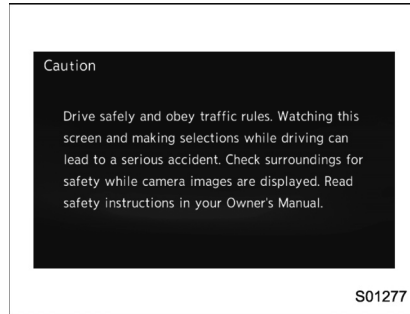 Caution
Drive safely and obey traffic rules. Watching this
screen and making selections while driving can
lead to a serious accident. Check surroundings for
safety while camera images are displayed. Read
safety instructions in your Owner's Manual.
S01277